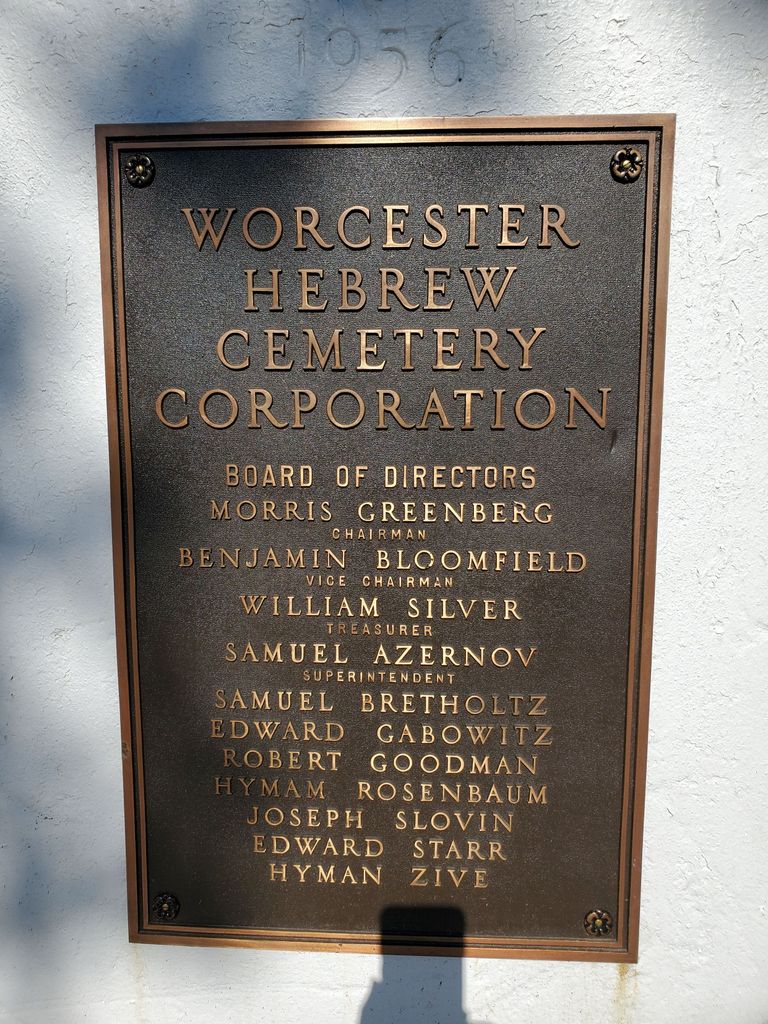 1956
WORCESTER
HEBREW
CEMETERY
CORPORATION
BOARD OF DIRECTORS
MORRIS GREENBERG
CHAIRMAN
BENJAMIN BLOOMFIELD
VICE CHAIRMAN
WILLIAM SILVER
TREASURER
SAMUEL AZERNOV
SUPERINTENDENT
SAMUEL BRETHOLTZ
EDWARD GABOWITZ
ROBERT GOODMAN
HYMAM ROSENBAUM
JOSEPH SLOVIN
EDWARD STARR
HYMAN ZIVE